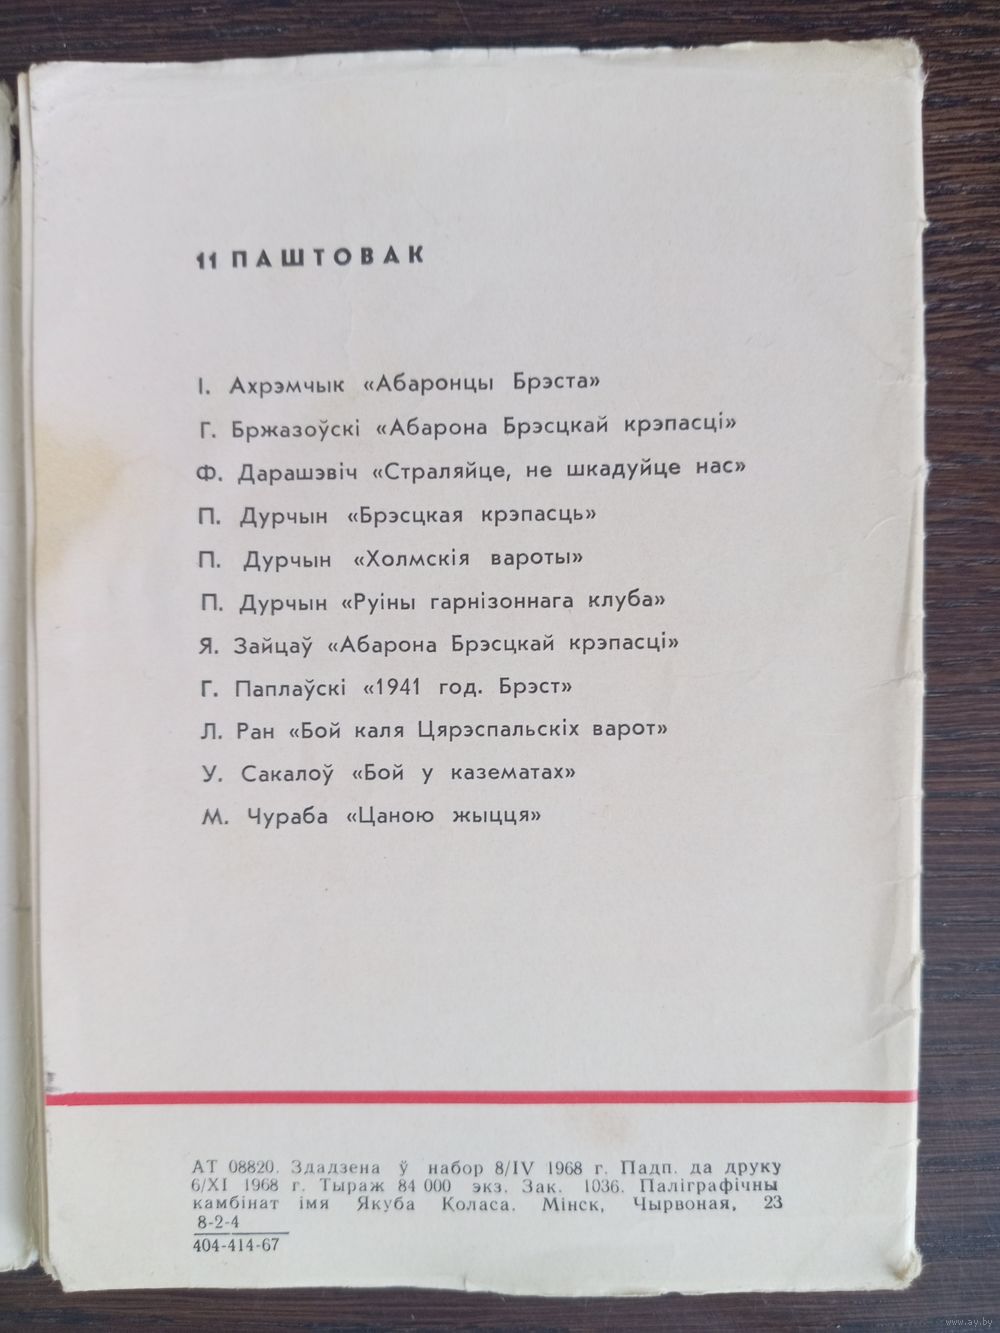 11 ПАШТОВАК
І. Ахрэмчык «Абаронцы Брэста»
Г. Бржазоўскі «Абарона Брэсцкай крэпасці»
Ф. Дарашэвіч «Страляйце, не шкадуйце нас»
П. Дурчын «Брэсцкая крэпасць»
П. Дурчын «Холмскія вароты»
П. Дурчын «Руіны гарнізоннага клуба»
Я. Зайцаў «Абарона Брэсцкай крэпасці»
Г. Паплаўскі «1941 год. Брэст»
Л. Ран «Бой каля Цярэспальскіх варот»
У. Сакалоў «Бой у казематах»
М. Чураба «Цаною жыцця»
АТ 08820. Здадзена ў набор 8/IV 1968 г. Падп. да друку
6/XI 1968 г. Тыраж 84 000 экз. Зак. 1036. Паліграфічны
камбінат імя Якуба Коласа. Мінск, Чырвоная, 23
8-2-4
404-414-67
www.ay.by